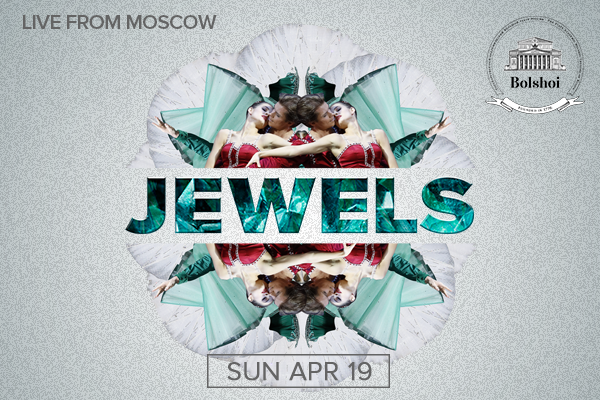 LIVE FROM MOSCOW
Bolshoi
JEWELS
SUN APR 19